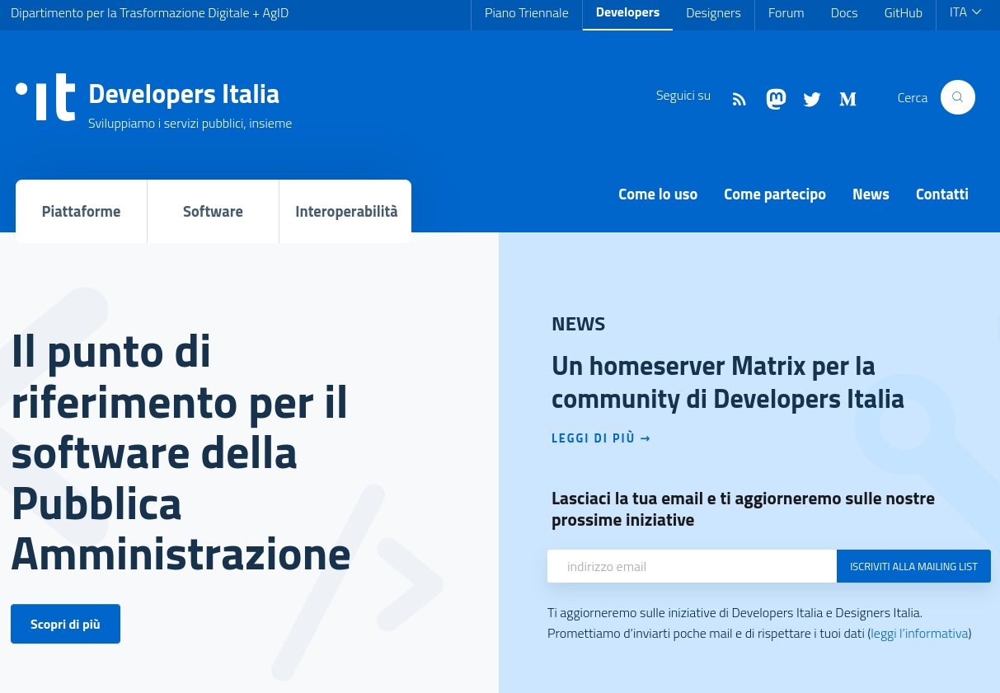 Dipartimento per la Trasformazione Digitale + AgID
Piano Triennale
Developers
Designers
Forum
Docs
GitHub
ITA
it
Developers Italia
Sviluppiamo i servizi pubblici, insieme
Seguici su
Cerca
Piattaforme
Software
Interoperabilità
Come lo uso
Come partecipo
News
Contatti
Il punto di
riferimento per il
software della
Pubblica
Amministrazione
Scopri di più
NEWS
Un homeserver Matrix per la
community di Developers Italia
LEGGI DI PIÙ →
Lasciaci la tua email e ti aggiorneremo sulle nostre
prossime iniziative
indirizzo email
ISCRIVITI ALLA MAILING LIST
Ti aggiorneremo sulle iniziative di Developers Italia e Designers Italia.
Promettiamo d’inviarti poche mail e di rispettare i tuoi dati (leggi l’informativa)